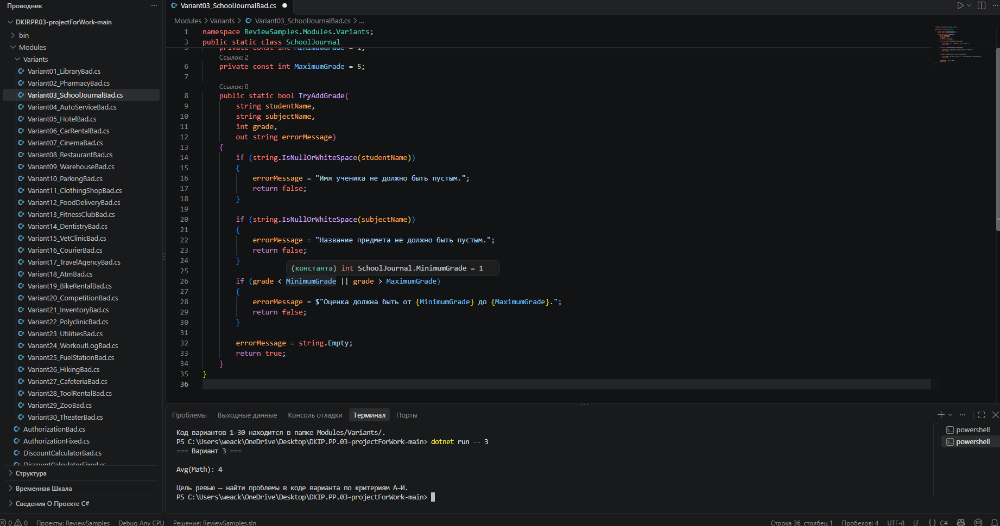 Проводник
DKIP.PP.03-projectForWork-main
bin
Modules
Variants
Variant01_LibraryBad.cs
Variant02_PharmacyBad.cs
Variant03_SchoolJournalBad.cs
Variant04_AutoServiceBad.cs
Variant05_HotelBad.cs
Variant06_CarRentalBad.cs
Variant07_CinemaBad.cs
Variant08_RestaurantBad.cs
Variant09_WarehouseBad.cs
Variant10_ParkingBad.cs
Variant11_ClothingShopBad.cs
Variant12_FoodDeliveryBad.cs
Variant13_FitnessClubBad.cs
Variant14_DentistryBad.cs
Variant15_VetClinicBad.cs
Variant16_CourierBad.cs
Variant17_TravelAgencyBad.cs
Variant18_AtmBad.cs
Variant19_BikeRentalBad.cs
Variant20_CompetitionBad.cs
Variant21_InventoryBad.cs
Variant22_PolyclinicBad.cs
Variant23_UtilitiesBad.cs
Variant24_WorkoutLogBad.cs
Variant25_FuelStationBad.cs
Variant26_HikingBad.cs
Variant27_CafeteriaBad.cs
Variant28_ToolRentalBad.cs
Variant29_ZooBad.cs
Variant30_TheaterBad.cs
AuthorizationBad.cs
AuthorizationFixed.cs
DiscountCalculatorBad.cs
DiscountCalculatorFixed.cs
Структура
Временная Шкала
Сведения О Проекте C#
Variant03_SchoolJournalBad.cs
Modules > Variants > Variant03_SchoolJournalBad.cs > ...
1 namespace ReviewSamples.Modules.Variants;
3 public static class SchoolJournal
5 private const int MinimumGrade = 1;
Ссылок: 2
6 private const int MaximumGrade = 5;
7
Ссылок: 0
8 public static bool TryAddGrade(
9 string studentName,
10 string subjectName,
11 int grade,
12 out string errorMessage)
13 {
14 if (string.IsNullOrWhiteSpace(studentName))
15 {
16 errorMessage = "Имя ученика не должно быть пустым.";
17 return false;
18 }
19
20 if (string.IsNullOrWhiteSpace(subjectName))
21 {
22 errorMessage = "Название предмета не должно быть пустым.";
23 return false;
24 }
25
(константа) int SchoolJournal.MinimumGrade = 1
26 if (grade < MinimumGrade || grade > MaximumGrade)
27 {
28 errorMessage = $"Оценка должна быть от {MinimumGrade} до {MaximumGrade}.";
29 return false;
30 }
31
32 errorMessage = string.Empty;
33 return true;
34 }
35 }
36
Проблемы Выходные данные Консоль отладки Терминал Порты
Код вариантов 1–30 находится в папке Modules/Variants/.
PS C:\Users\weack\OneDrive\Desktop\DKIP.PP.03-projectForWork-main> dotnet run -- 3
=== Вариант 3 ===
Avg(Math): 4
Цель ревью — найти проблемы в коде варианта по критериям А–И.
PS C:\Users\weack\OneDrive\Desktop\DKIP.PP.03-projectForWork-main>
powershell
powershell
0 0 Проекты: ReviewSamples Debug Any CPU Решение: ReviewSamples.sln
Строка 36, столбец 1 Пробелов: 4 UTF-8 LF {} C#